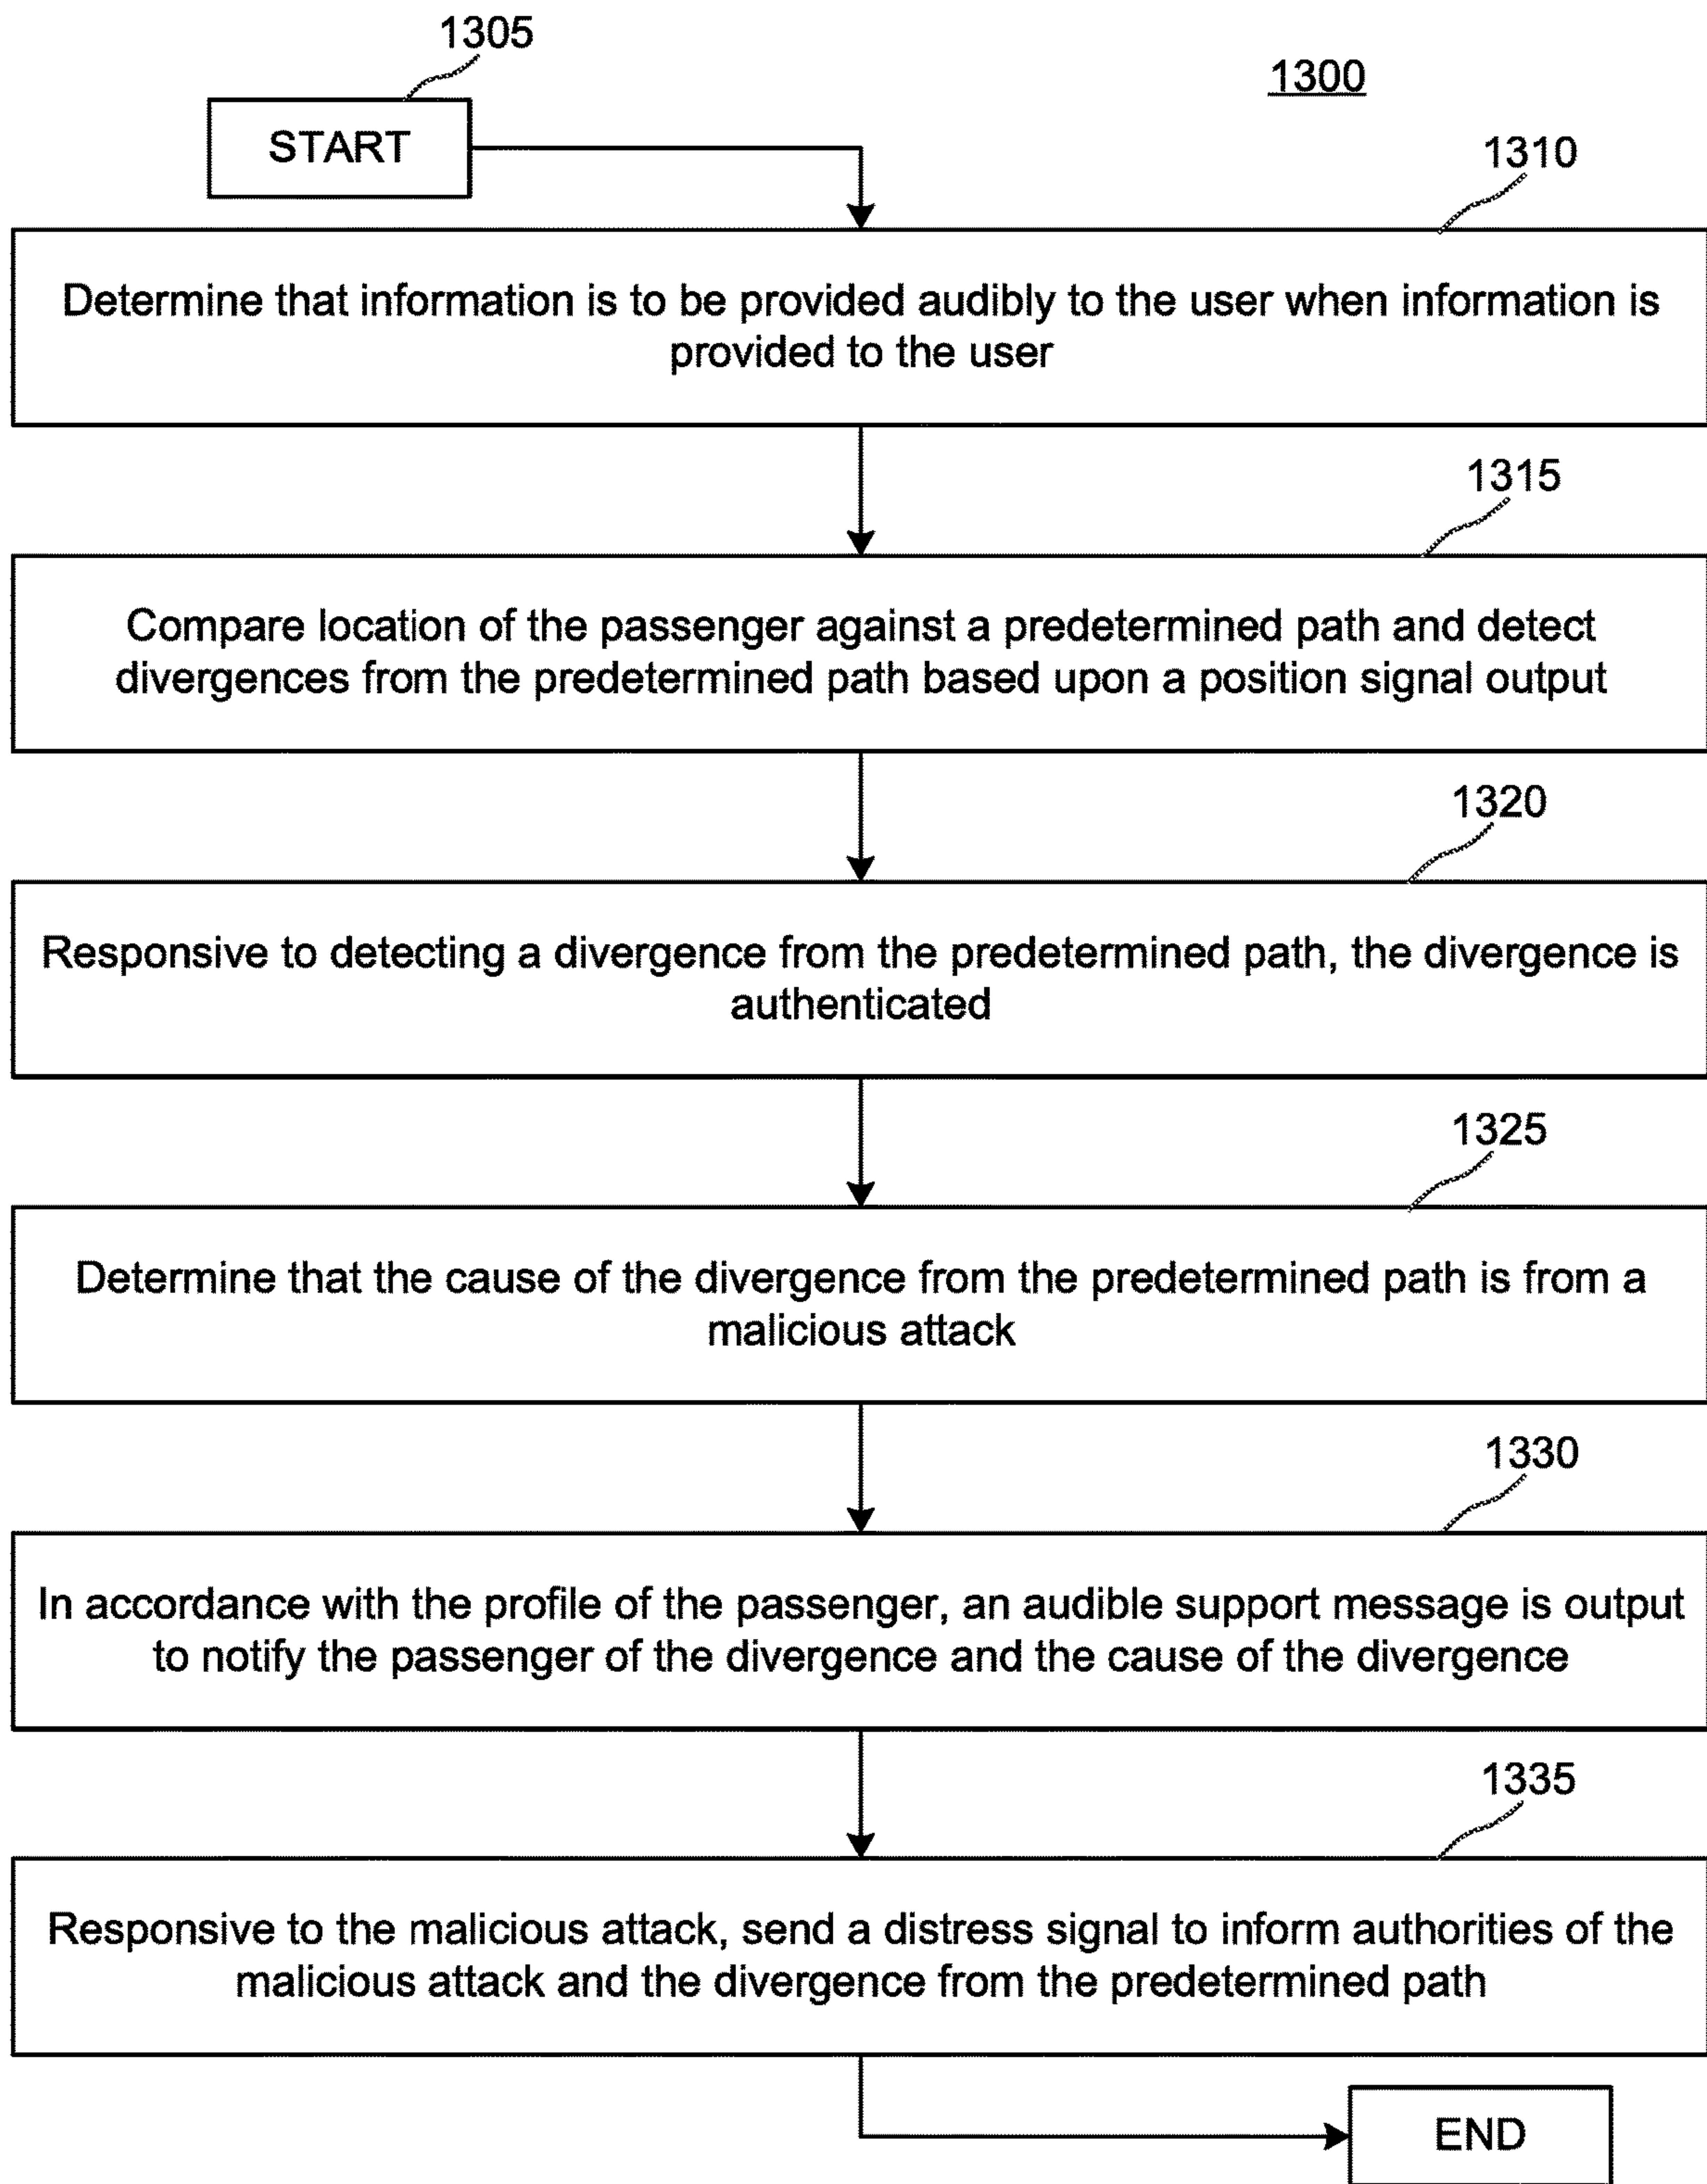 1305
1300
START
1310
Determine that information is to be provided audibly to the user when information is
provided to the user
1315
Compare location of the passenger against a predetermined path and detect
divergences from the predetermined path based upon a position signal output
1320
Responsive to detecting a divergence from the predetermined path, the divergence is
authenticated
1325
Determine that the cause of the divergence from the predetermined path is from a
malicious attack
1330
In accordance with the profile of the passenger, an audible support message is output
to notify the passenger of the divergence and the cause of the divergence
1335
Responsive to the malicious attack, send a distress signal to inform authorities of the
malicious attack and the divergence from the predetermined path
END